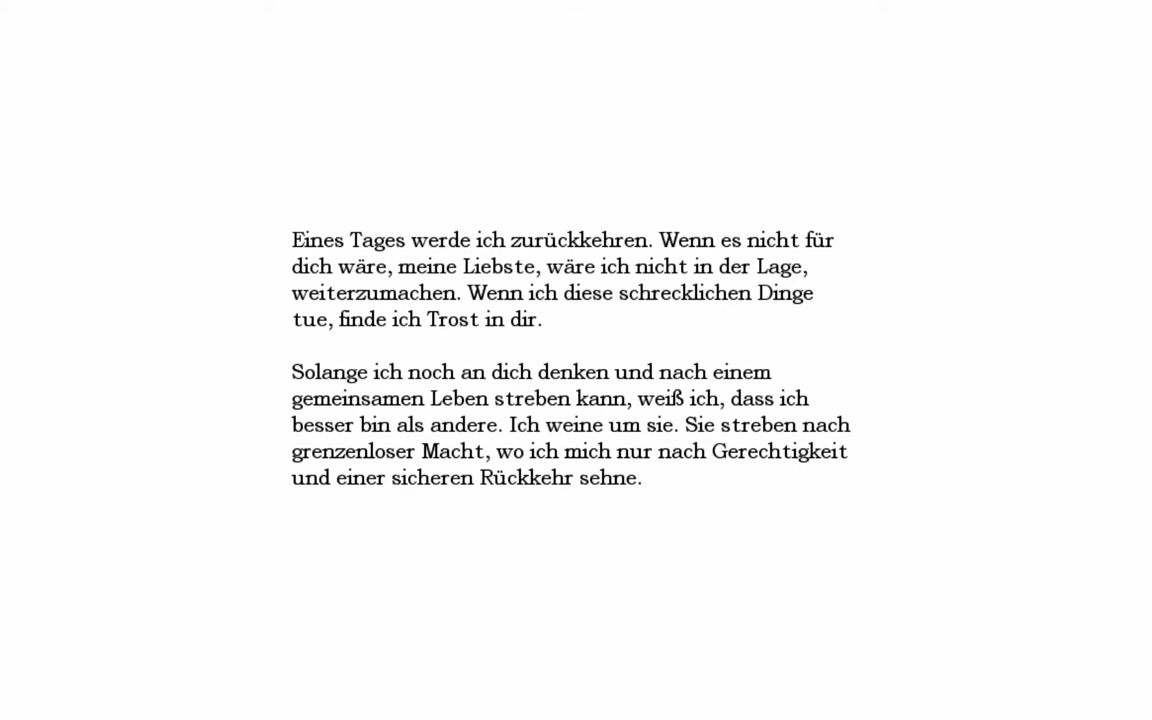 Eines Tages werde ich zurückkehren. Wenn es nicht für
dich wäre, meine Liebste, wäre ich nicht in der Lage,
weiterzumachen. Wenn ich diese schrecklichen Dinge
tue, finde ich Trost in dir.
Solange ich noch an dich denken und nach einem
gemeinsamen Leben streben kann, weiß ich, dass ich
besser bin als andere. Ich weine um sie. Sie streben nach
grenzenloser Macht, wo ich mich nur nach Gerechtigkeit
und einer sicheren Rückkehr sehne.